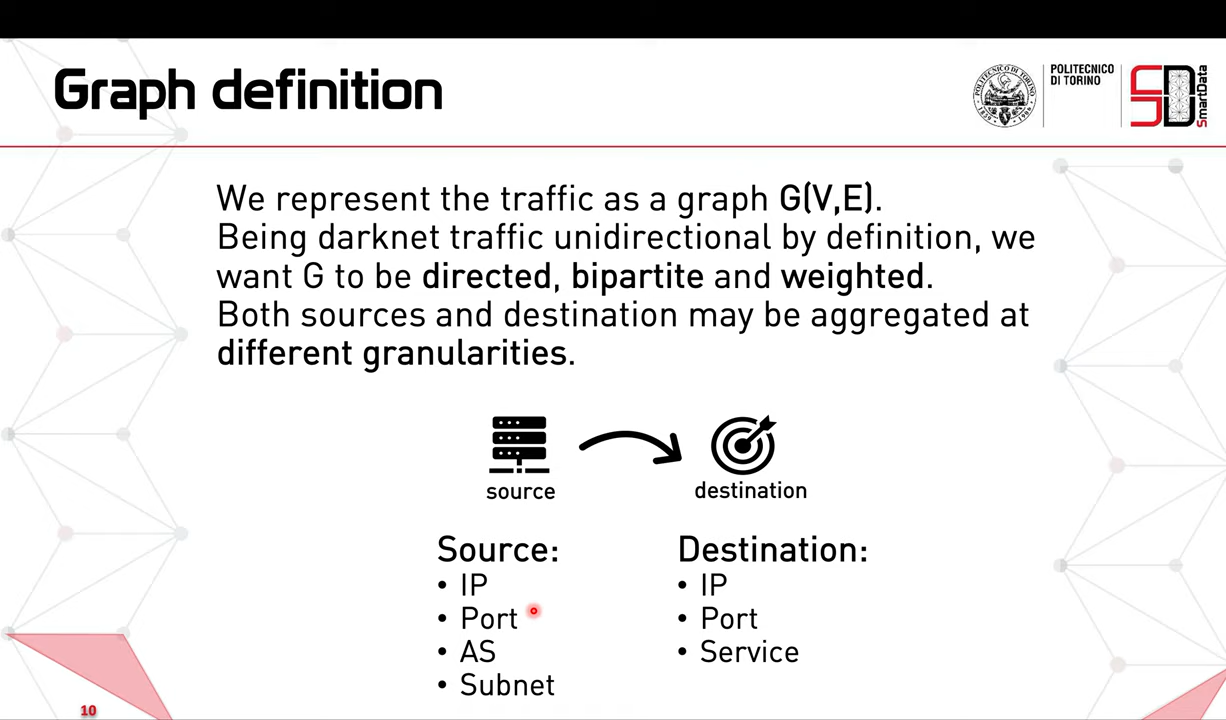 Graph definition
POLITECNICO
DI TORINO
SmartData
We represent the traffic as a graph G(V,E).
Being darknet traffic unidirectional by definition, we
want G to be directed, bipartite and weighted.
Both sources and destination may be aggregated at
different granularities.
source
destination
Source:
• IP
• Port
• AS
• Subnet
Destination:
• IP
• Port
• Service
10